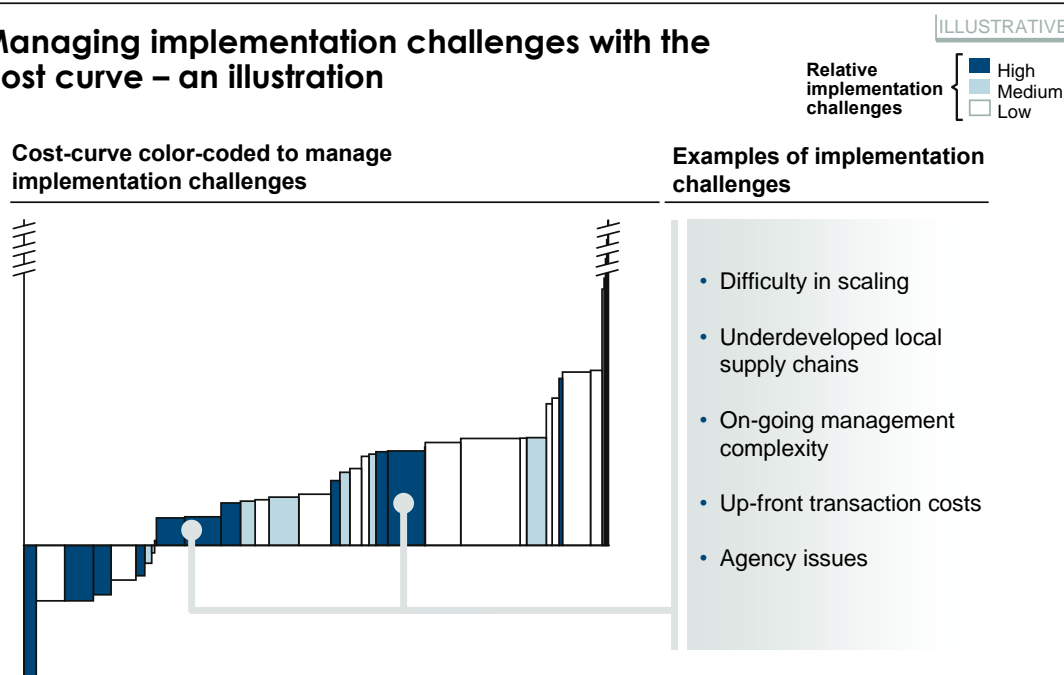 Managing implementation challenges with the
ost curve – an illustration
ILLUSTRATIVE
Relative
implementation
challenges
High
Medium
Low
Cost-curve color-coded to manage
implementation challenges
Examples of implementation
challenges
• Difficulty in scaling
• Underdeveloped local
supply chains
• On-going management
complexity
• Up-front transaction costs
• Agency issues